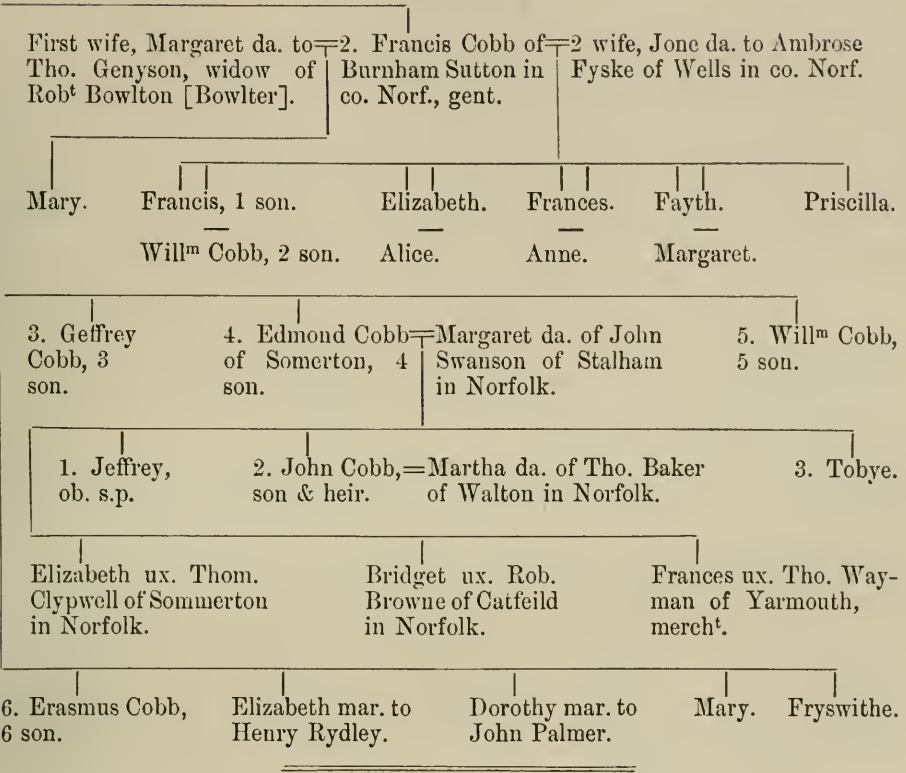 First wife, Margaret da. to
Tho. Genyson, widow of
Robt Bowlton [Bowlter].
2. Francis Cobb of
Burnham Sutton in
co. Norf., gent.
2 wife, Jone da. to Ambrose
Fyske of Wells in co. Norf.
Mary. Francis, 1 son. Elizabeth. Frances. Fayth. Priscilla.
Willm Cobb, 2 son. Alice. Anne. Margaret.
3. Geffrey
Cobb, 3
son.
4. Edmond Cobb
of Somerton, 4
son.
Margaret da. of John
Swanson of Stalham
in Norfolk.
5. Willm Cobb,
5 son.
1. Jeffrey,
ob. s.p.
2. John Cobb,
son & heir.
=Martha da. of Tho. Baker
of Walton in Norfolk.
3. Tobye.
Elizabeth ux. Thom.
Clypwell of Sommerton
in Norfolk.
Bridget ux. Rob.
Browne of Catfeild
in Norfolk.
Frances ux. Tho. Way-
man of Yarmouth,
mercht.
6. Erasmus Cobb,
6 son.
Elizabeth mar. to
Henry Rydley.
Dorothy mar. to
John Palmer.
Mary. Fryswithe.